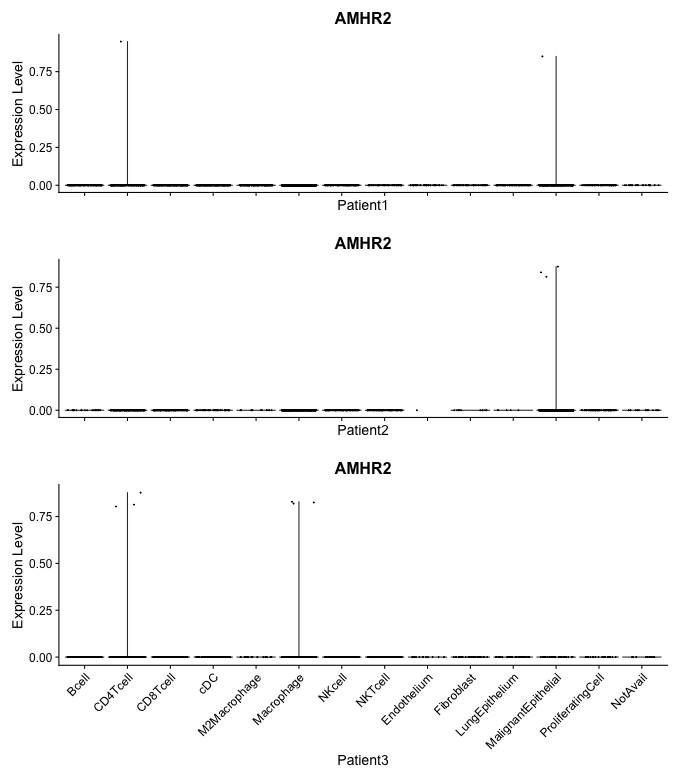 AMHR2
Expression Level
0.75
0.50
0.25
0.00
Patient1
AMHR2
Expression Level
0.75
0.50
0.25
0.00
Patient2
AMHR2
Expression Level
0.75
0.50
0.25
0.00
Bcell
CD4Tcell
CD8Tcell
cDC
M2Macrophage
Macrophage
NKcell
NKTcell
Endothelium
Fibroblast
LungEpithelium
MalignantEpithelial
ProliferatingCell
NotAvail
Patient3